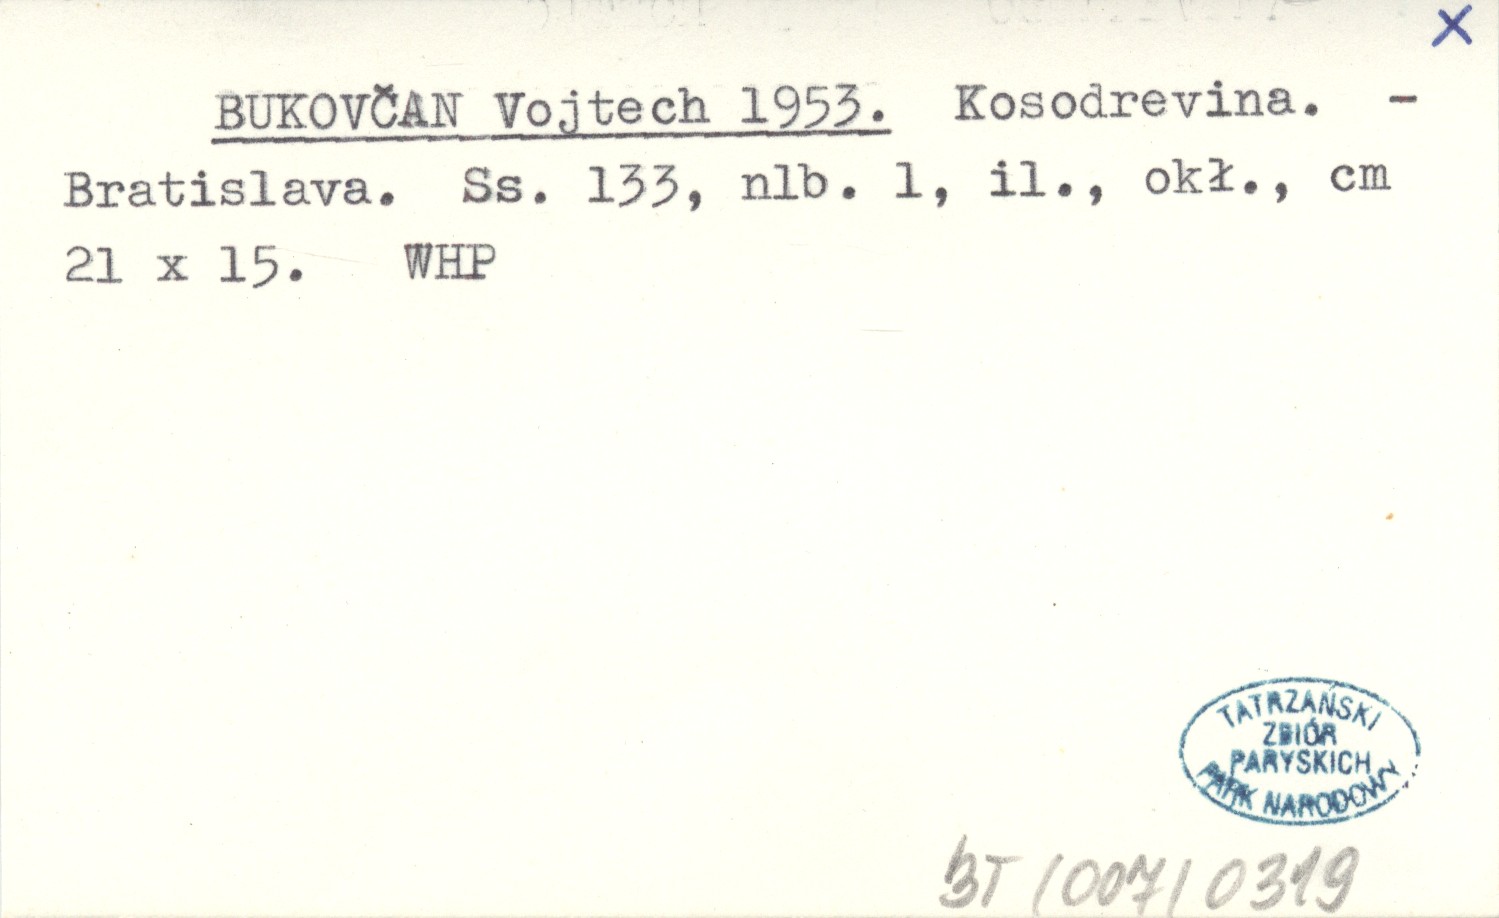 X
BUKOVČAN Vojtech 1953. Kosodrevina. -
Bratislava. Ss. 133, nlb. 1, il., okł., cm
21 x 15. WHP
TATRZAŃSKI
ZBIÓR
PARYSKICH
PARK NARODOWY
BT/007/0319